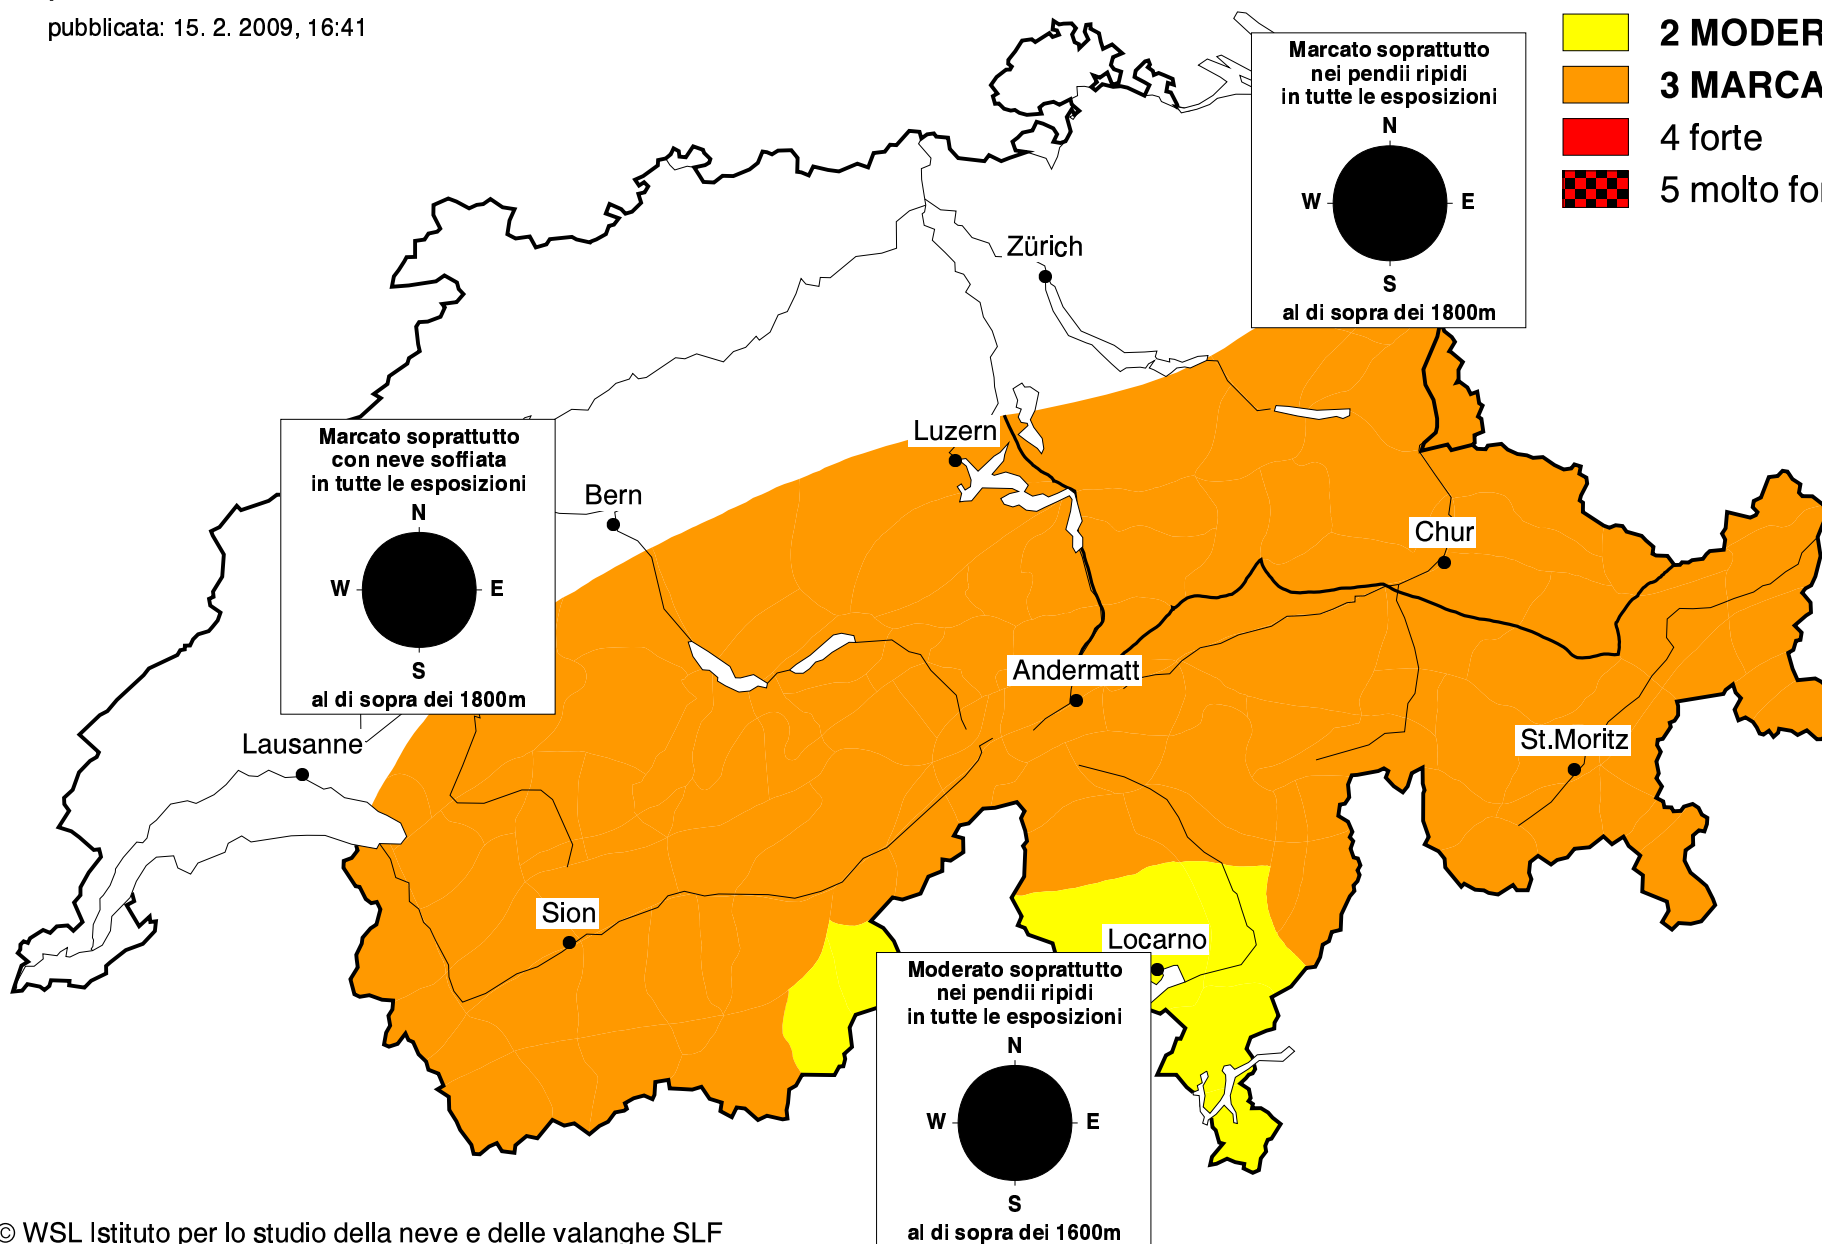 pubblicata: 15. 2. 2009, 16:41
2 MODER
3 MARCA
4 forte
5 molto for
Marcato soprattutto
nei pendii ripidi
in tutte le esposizioni
N
W E
S
al di sopra dei 1800m
Zürich
Luzern
Marcato soprattutto
con neve soffiata
in tutte le esposizioni
N
W E
S
al di sopra dei 1800m
Bern
Chur
Andermatt
Lausanne
St.Moritz
Sion
Locarno
Moderato soprattutto
nei pendii ripidi
in tutte le esposizioni
N
W E
S
al di sopra dei 1600m
© WSL Istituto per lo studio della neve e delle valanghe SLF